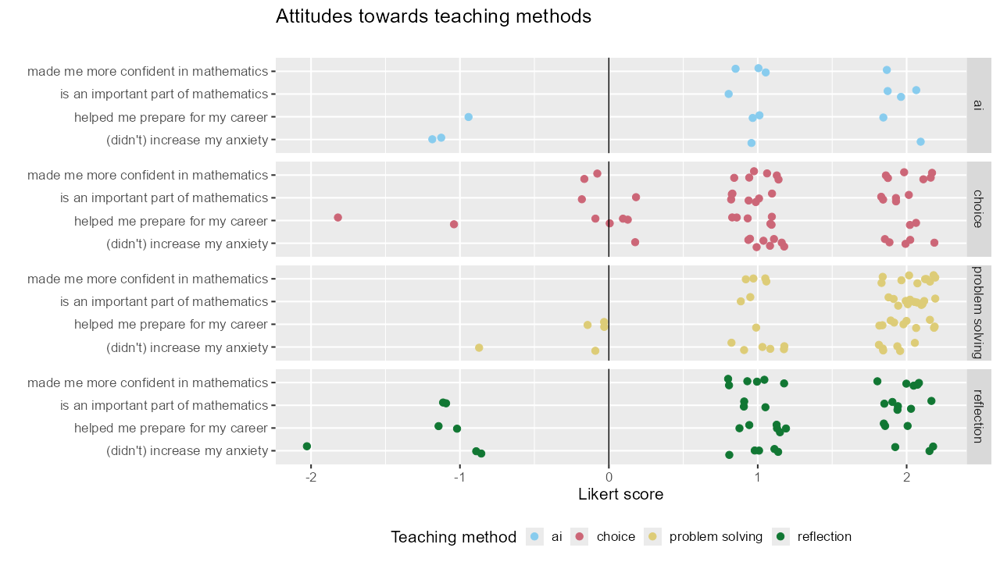 Attitudes towards teaching methods
made me more confident in mathematics
is an important part of mathematics
helped me prepare for my career
(didn't) increase my anxiety
ai
made me more confident in mathematics
is an important part of mathematics
helped me prepare for my career
(didn't) increase my anxiety
choice
made me more confident in mathematics
is an important part of mathematics
helped me prepare for my career
(didn't) increase my anxiety
problem solving
made me more confident in mathematics
is an important part of mathematics
helped me prepare for my career
(didn't) increase my anxiety
reflection
-2 -1 0 1 2
Likert score
Teaching method ai choice problem solving reflection